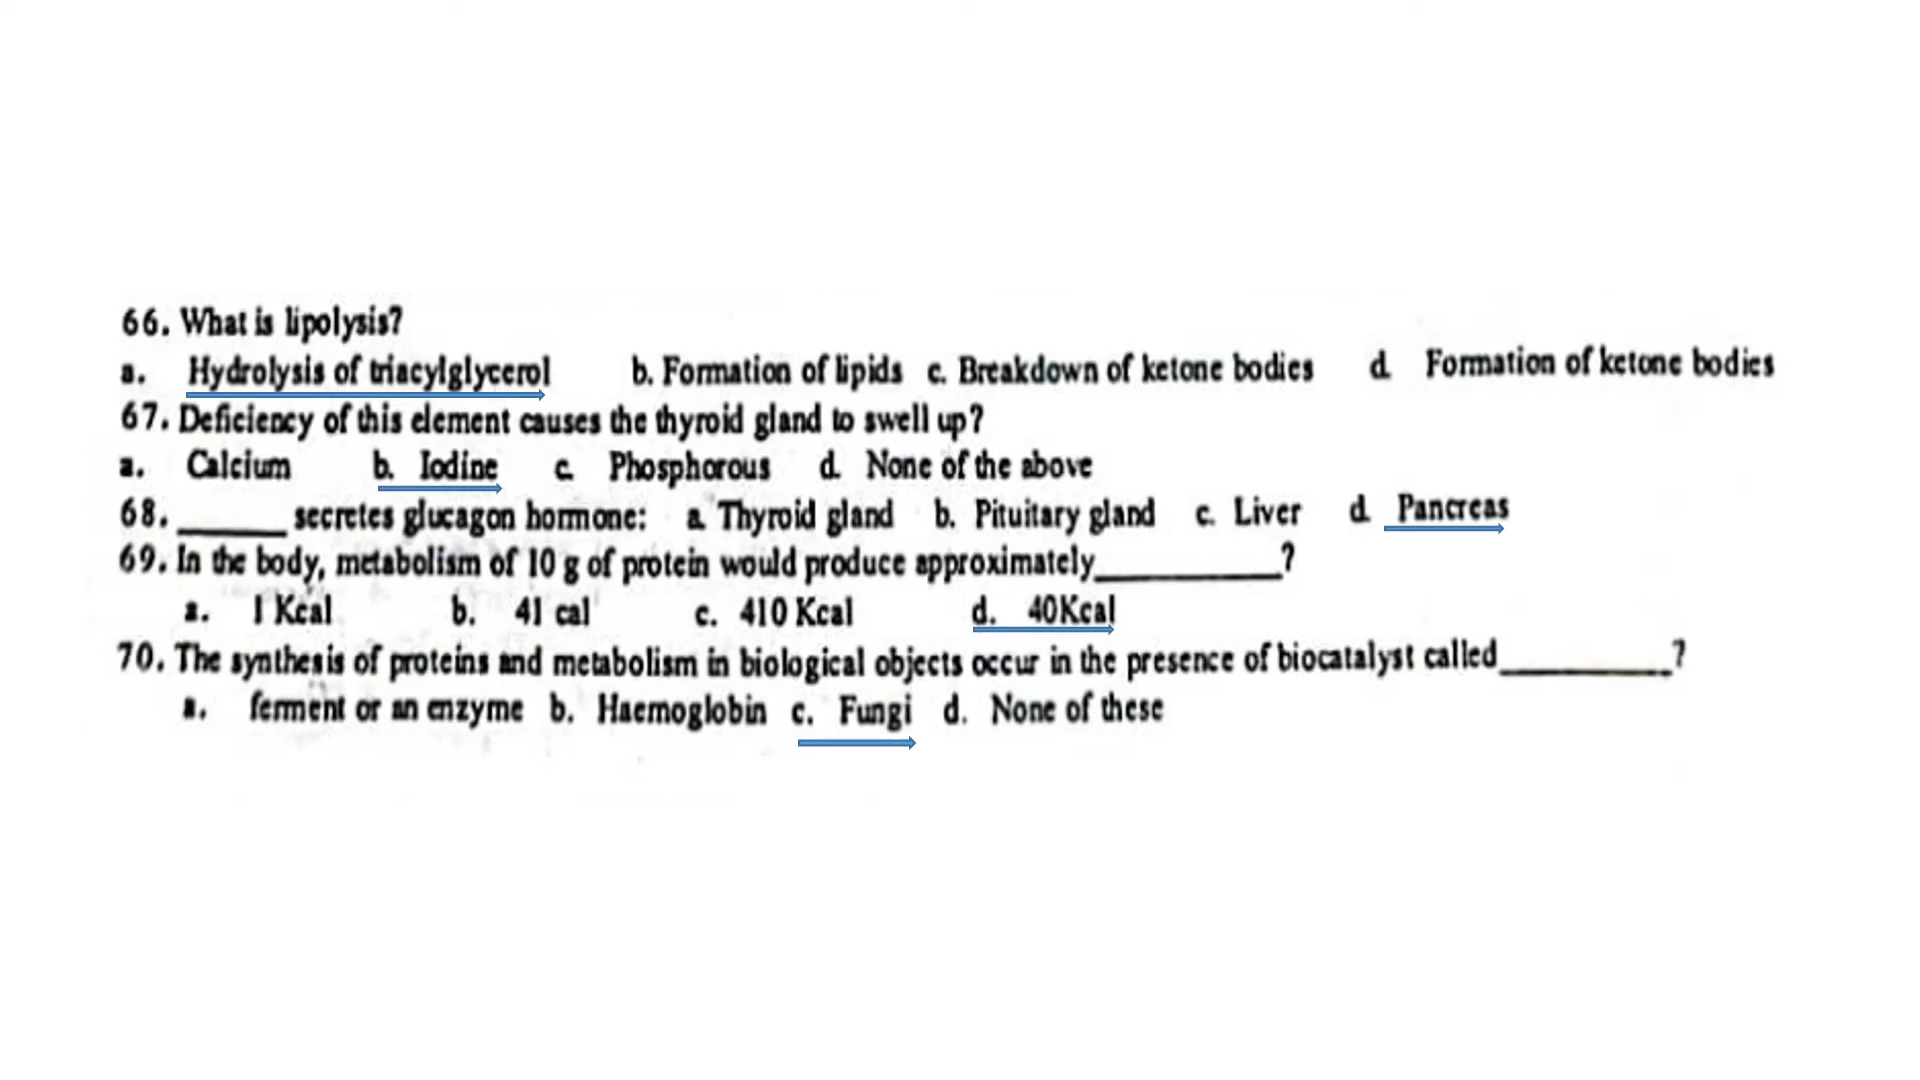 66. What is lipolysis?
a. Hydrolysis of triacylglycerol b. Formation of lipids c. Breakdown of ketone bodies d Formation of ketone bodies
67. Deficiency of this element causes the thyroid gland to swell up?
a. Calcium b. Iodine c Phosphorous d. None of the above
68. ______ secretes glucagon hormone: a Thyroid gland b. Pituitary gland c. Liver d. Pancreas
69. In the body, metabolism of 10 g of protein would produce approximately__________?
a. 1 Kcal b. 41 cal c. 410 Kcal d. 40Kcal
70. The synthesis of proteins and metabolism in biological objects occur in the presence of biocatalyst called_________?
a. ferment or an enzyme b. Haemoglobin c. Fungi d. None of these